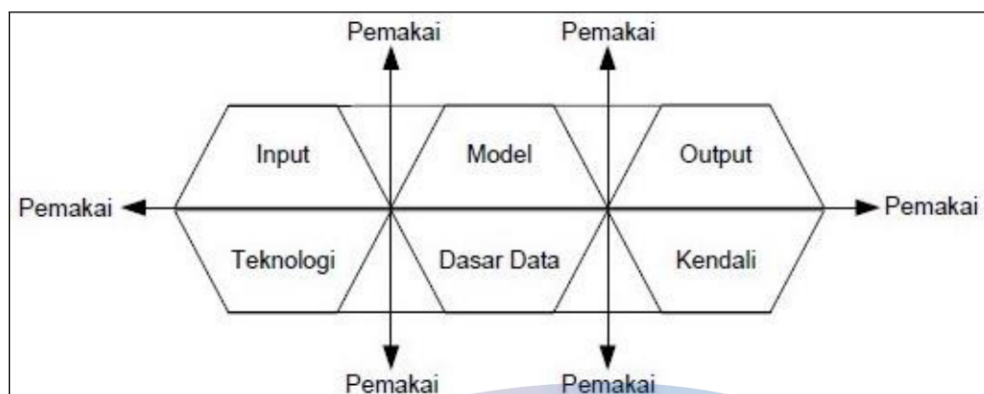 Pemakai Pemakai
Input Model Output
Pemakai Pemakai
Teknologi Dasar Data Kendali
Pemakai Pemakai